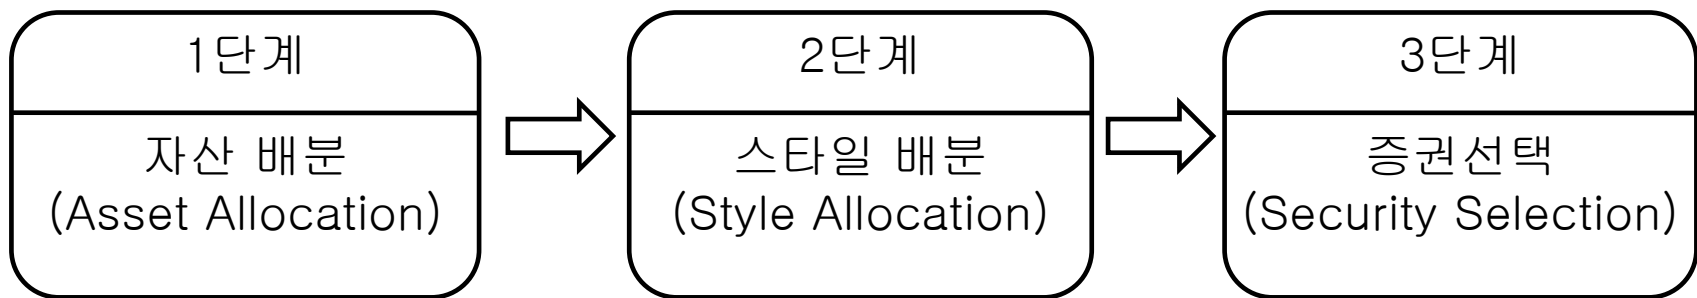 1단계
자산 배분
(Asset Allocation)
2단계
스타일 배분
(Style Allocation)
3단계
증권선택
(Security Selection)